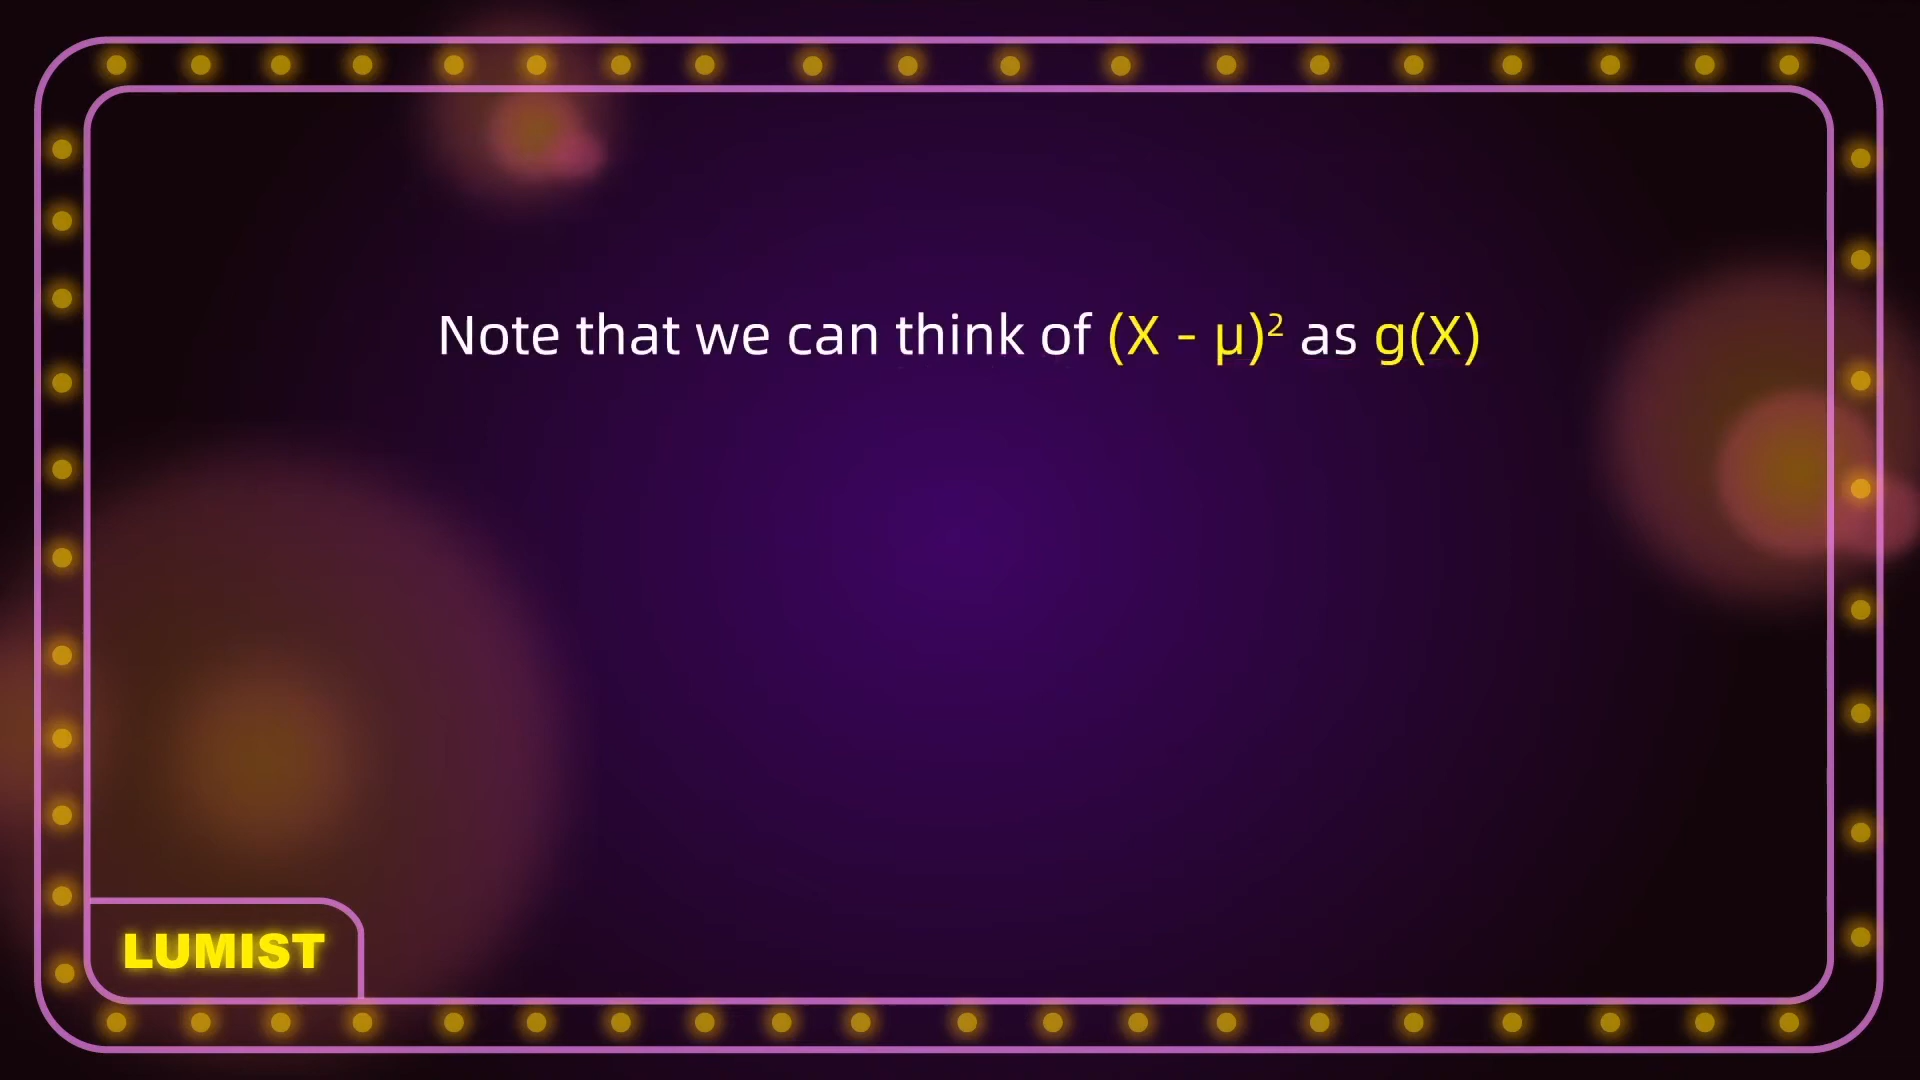 Note that we can think of (X - µ)² as g(X)
LUMIST